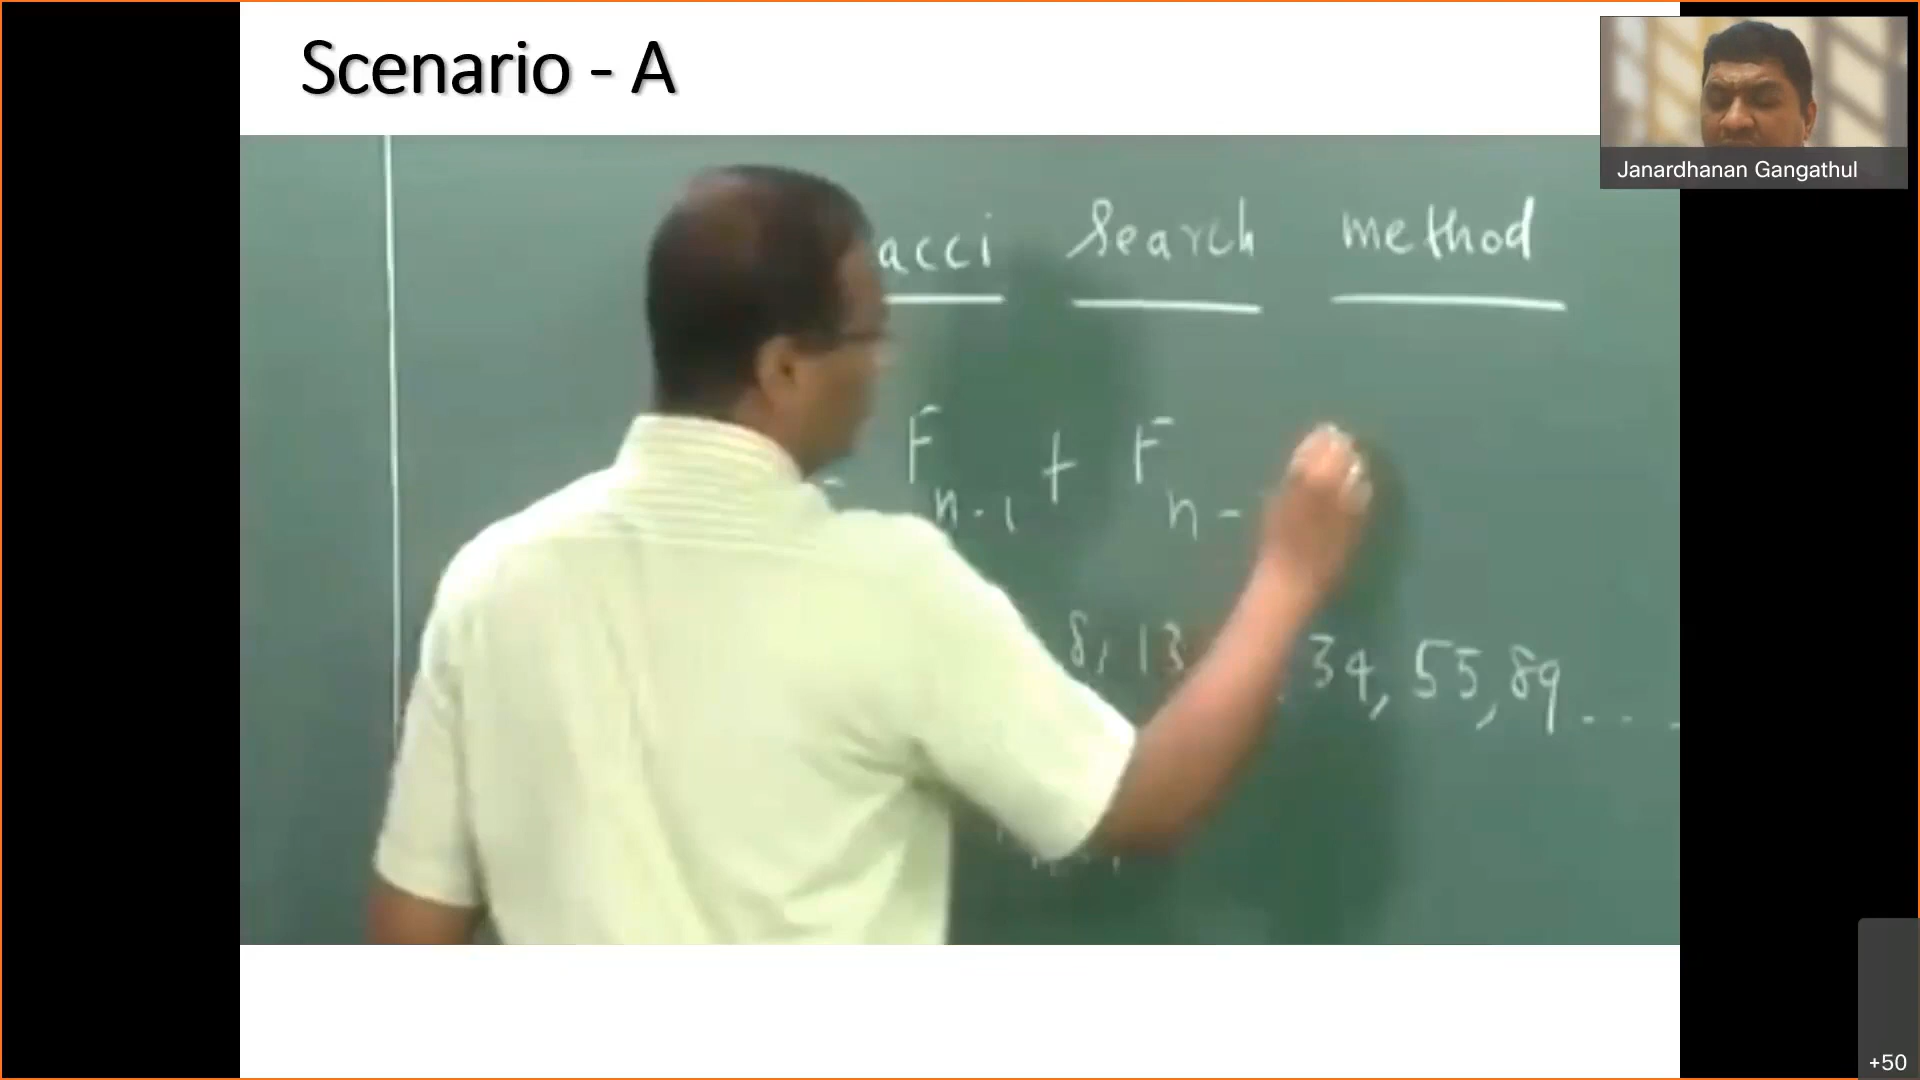 Scenario - A
Janardhanan Gangathul
acci Search method
F n-1 + F n-
8, 13 34, 55, 89 ...
+50